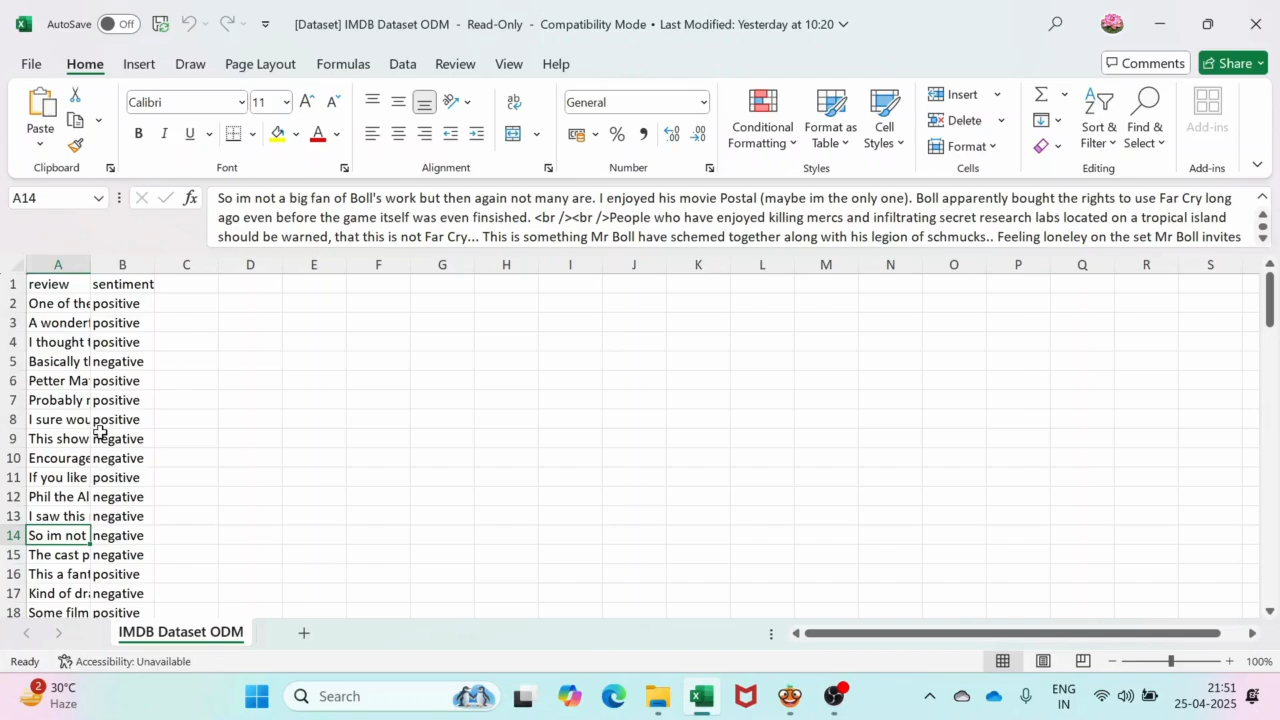 AutoSave Off [Dataset] IMDB Dataset ODM - Read-Only - Compatibility Mode • Last Modified: Yesterday at 10:20
File Home Insert Draw Page Layout Formulas Data Review View Help Comments Share
Paste Calibri 11 General Conditional Formatting Format as Table Cell Styles Insert Delete Format Sort & Filter Find & Select Add-ins
B I U
Clipboard Font Alignment Number Styles Cells Editing Add-ins
A14 fx So im not a big fan of Boll's work but then again not many are. I enjoyed his movie Postal (maybe im the only one). Boll apparently bought the rights to use Far Cry long
ago even before the game itself was even finsished. <br /><br />People who have enjoyed killing mercs and infiltrating secret research labs located on a tropical island
should be warned, that this is not Far Cry... This is something Mr Boll have schemed together along with his legion of schmucks.. Feeling loneley on the set Mr Boll invites
A B C D E F G H I J K L M N O P Q R S
1 review sentiment
2 One of the positive
3 A wonderf positive
4 I thought t positive
5 Basically th negative
6 Petter Ma positive
7 Probably r positive
8 I sure wou positive
9 This show negative
10 Encourage negative
11 If you like positive
12 Phil the Al negative
13 I saw this negative
14 So im not negative
15 The cast p negative
16 This a fant positive
17 Kind of dra negative
18 Some film positive
IMDB Dataset ODM
Ready Accessibility: Unavailable 100%
2 30°C
Haze
Search
ENG
IN
21:51
25-04-2025